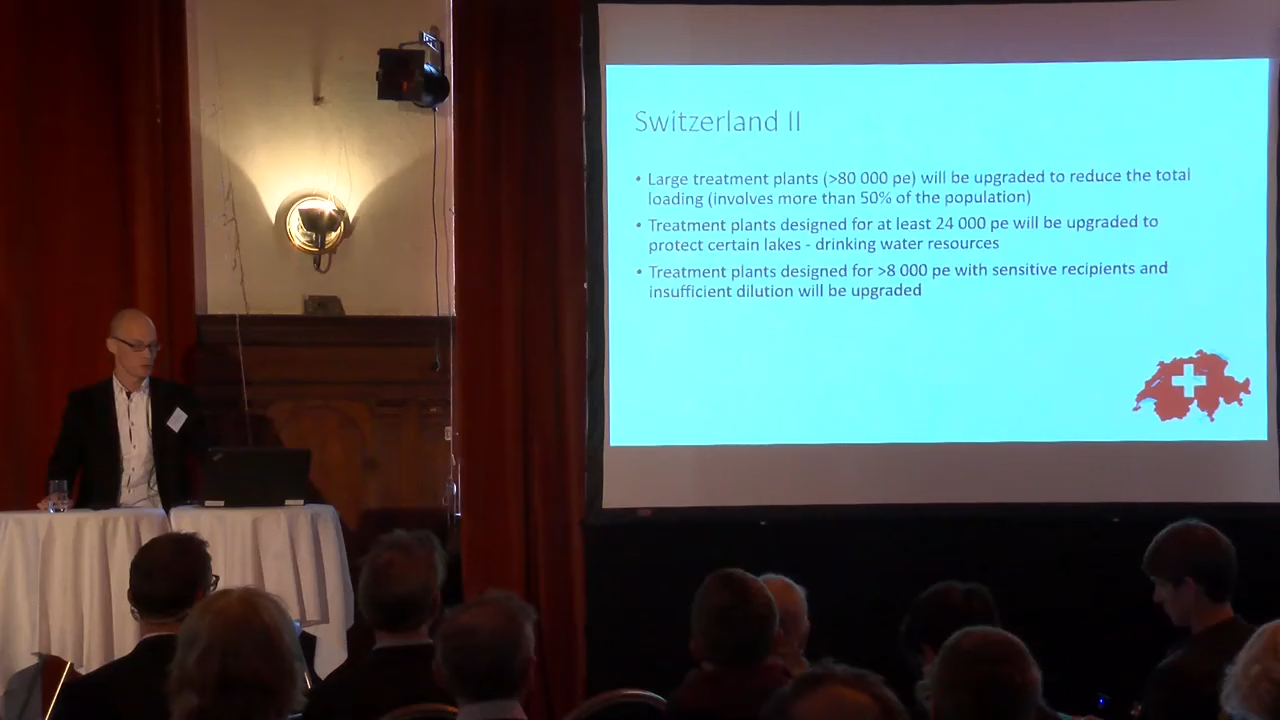 Switzerland II
• Large treatment plants (>80 000 pe) will be upgraded to reduce the total
loading (involves more than 50% of the population)
• Treatment plants designed for at least 24 000 pe will be upgraded to
protect certain lakes - drinking water resources
• Treatment plants designed for >8 000 pe with sensitive recipients and
insufficient dilution will be upgraded